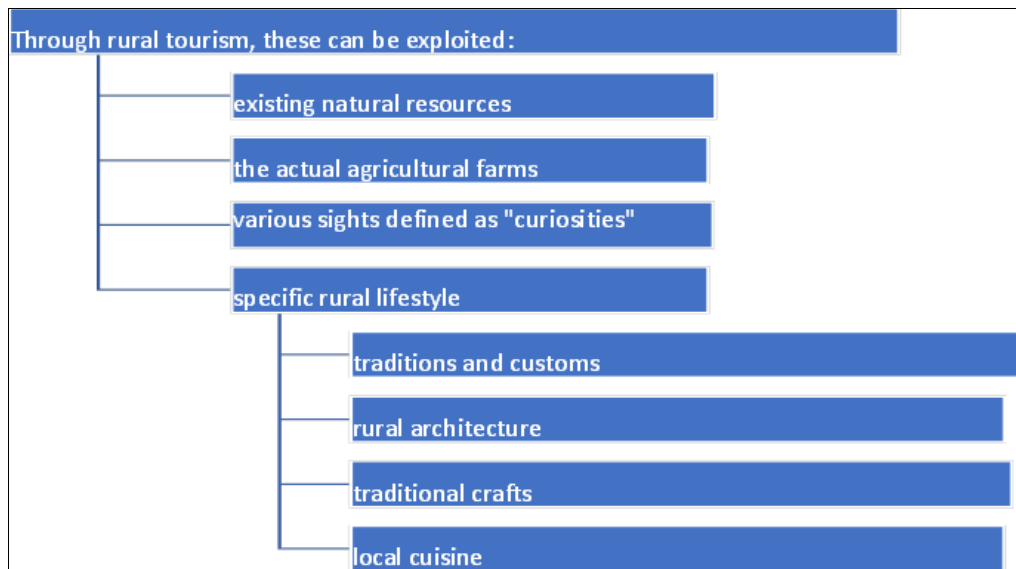 Through rural tourism, these can be exploited:
existing natural resources
the actual agricultural farms
various sights defined as "curiosities"
specific rural lifestyle
traditions and customs
rural architecture
traditional crafts
local cuisine